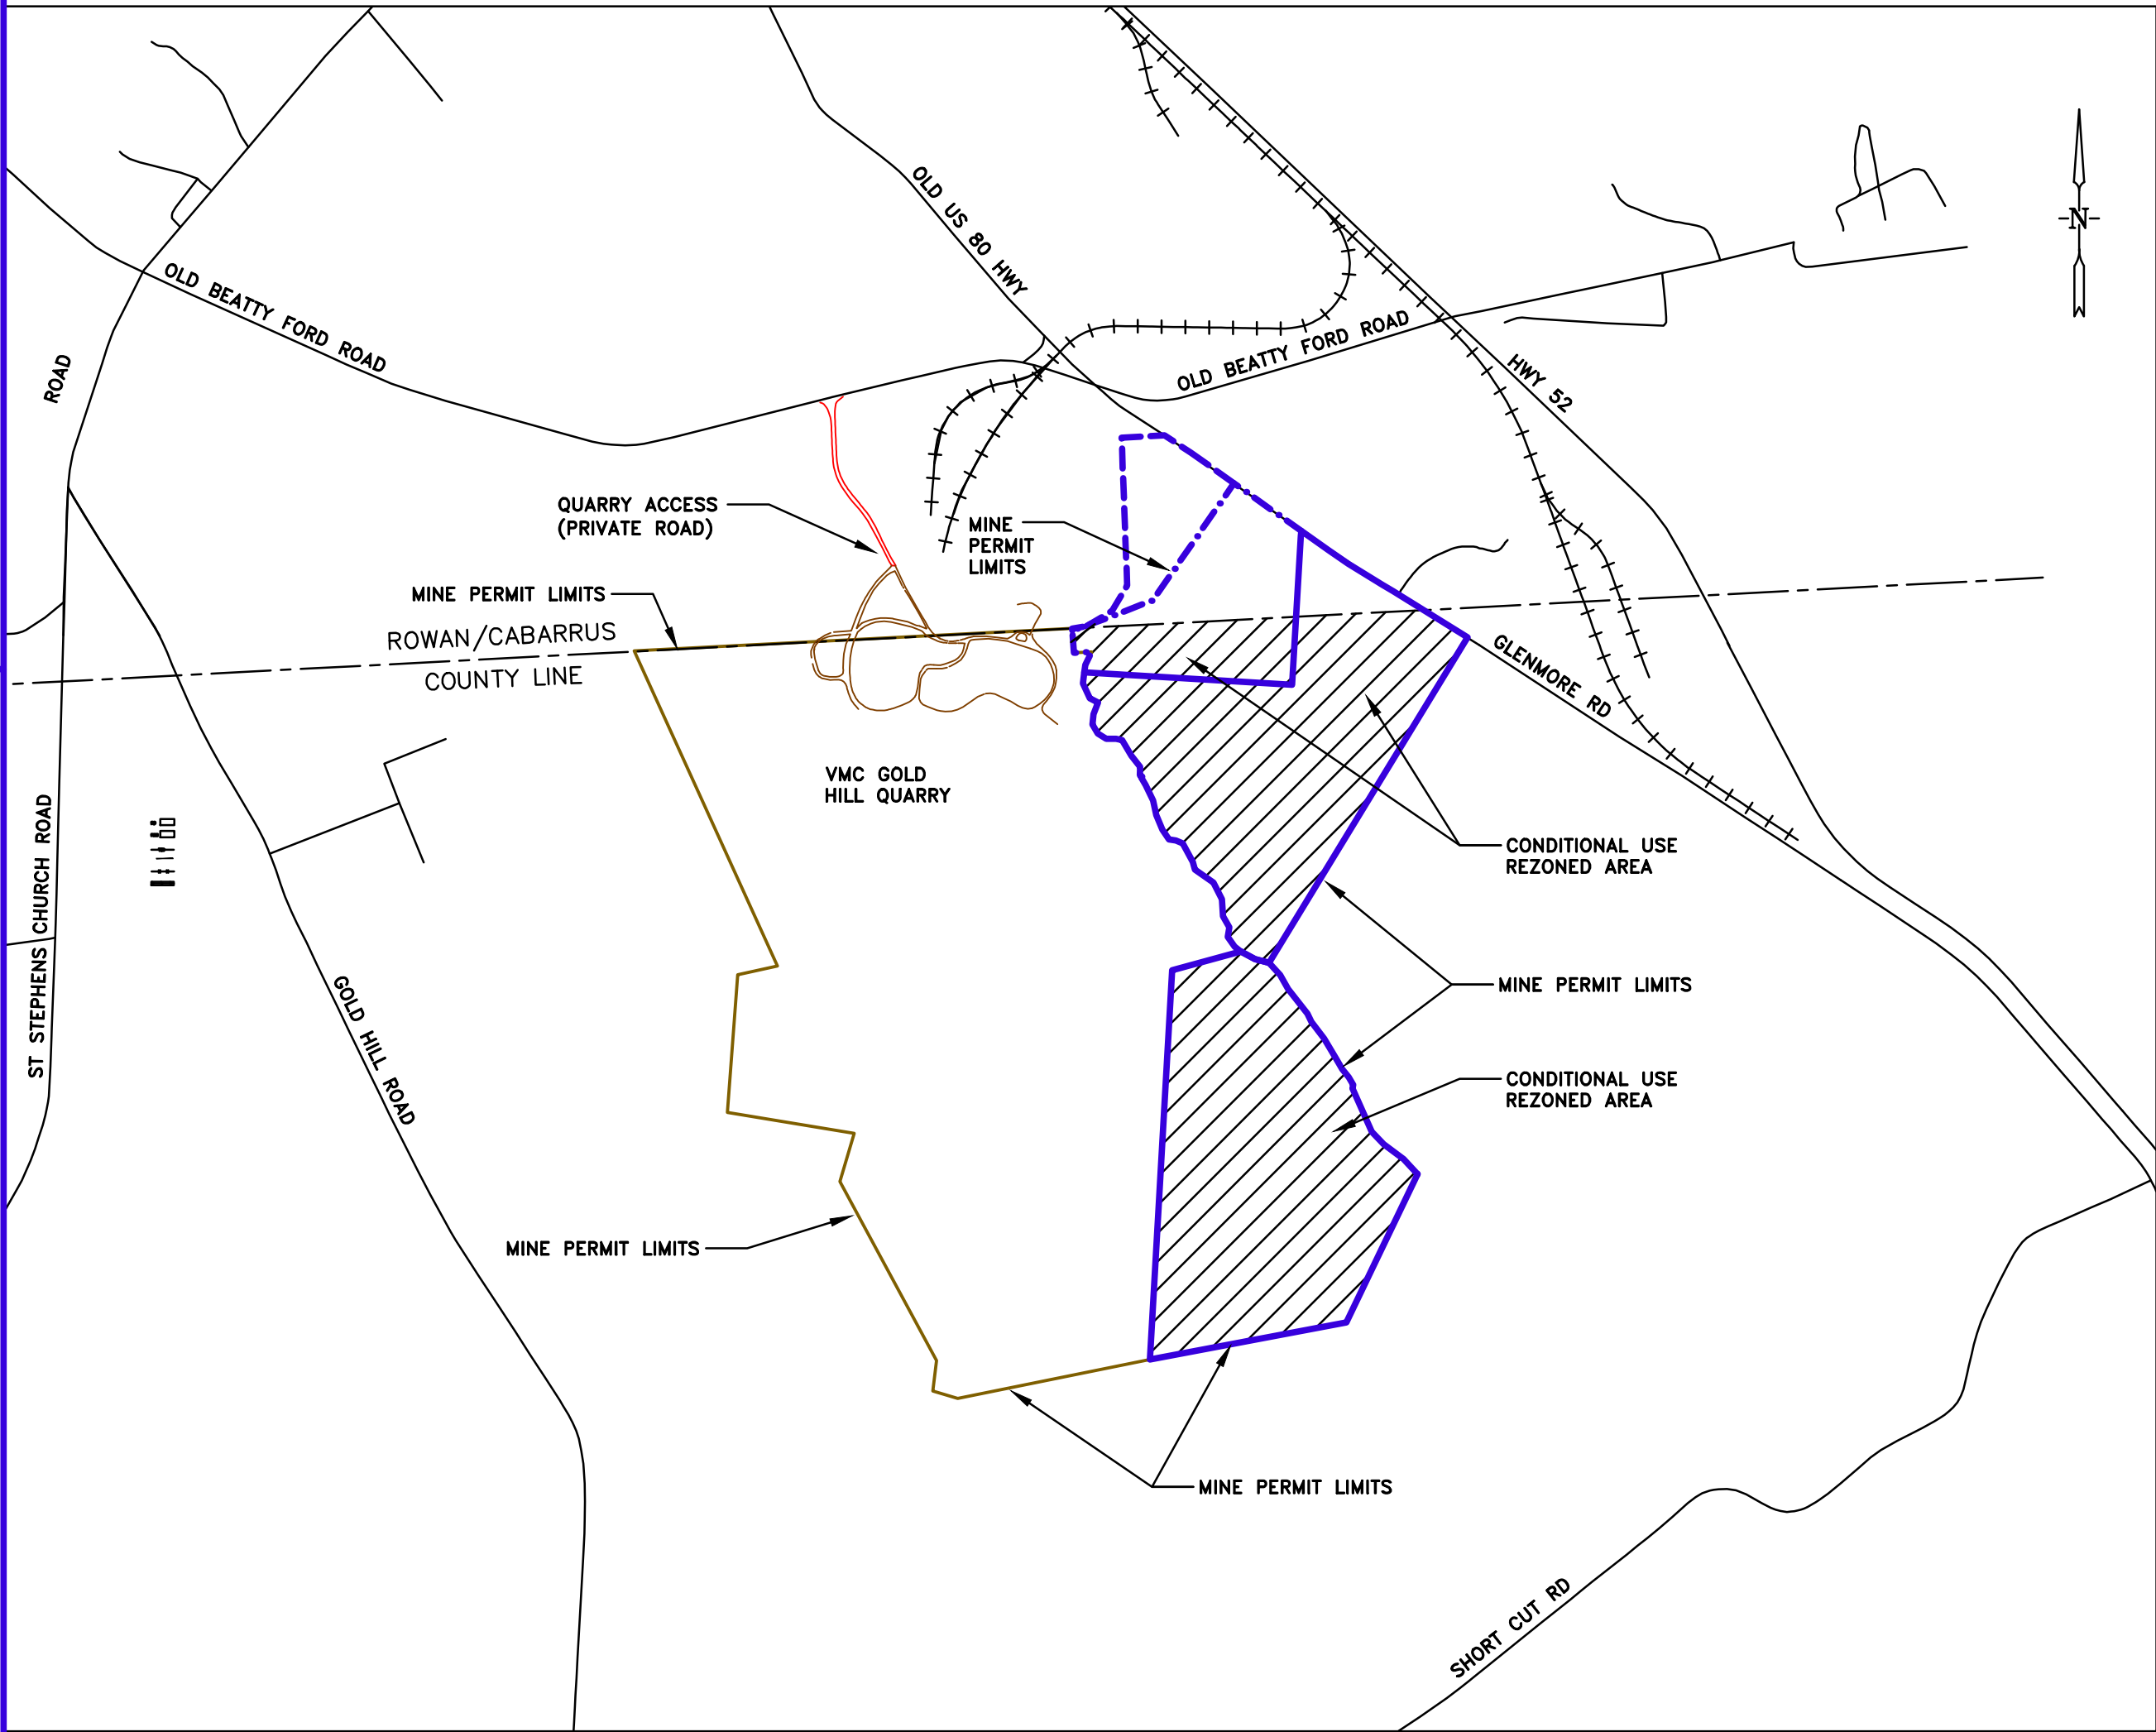 OLD US 80 HWY
N
OLD BEATTY FORD ROAD
OLD BEATTY FORD ROAD
ROAD
HWY 52
QUARRY ACCESS
(PRIVATE ROAD)
MINE
PERMIT
LIMITS
MINE PERMIT LIMITS
ROWAN/CABARRUS
COUNTY LINE
GLENMORE RD
VMC GOLD
HILL QUARRY
CONDITIONAL USE
REZONED AREA
ST STEPHENS CHURCH ROAD
GOLD HILL ROAD
MINE PERMIT LIMITS
CONDITIONAL USE
REZONED AREA
MINE PERMIT LIMITS
MINE PERMIT LIMITS
SHORT CUT RD